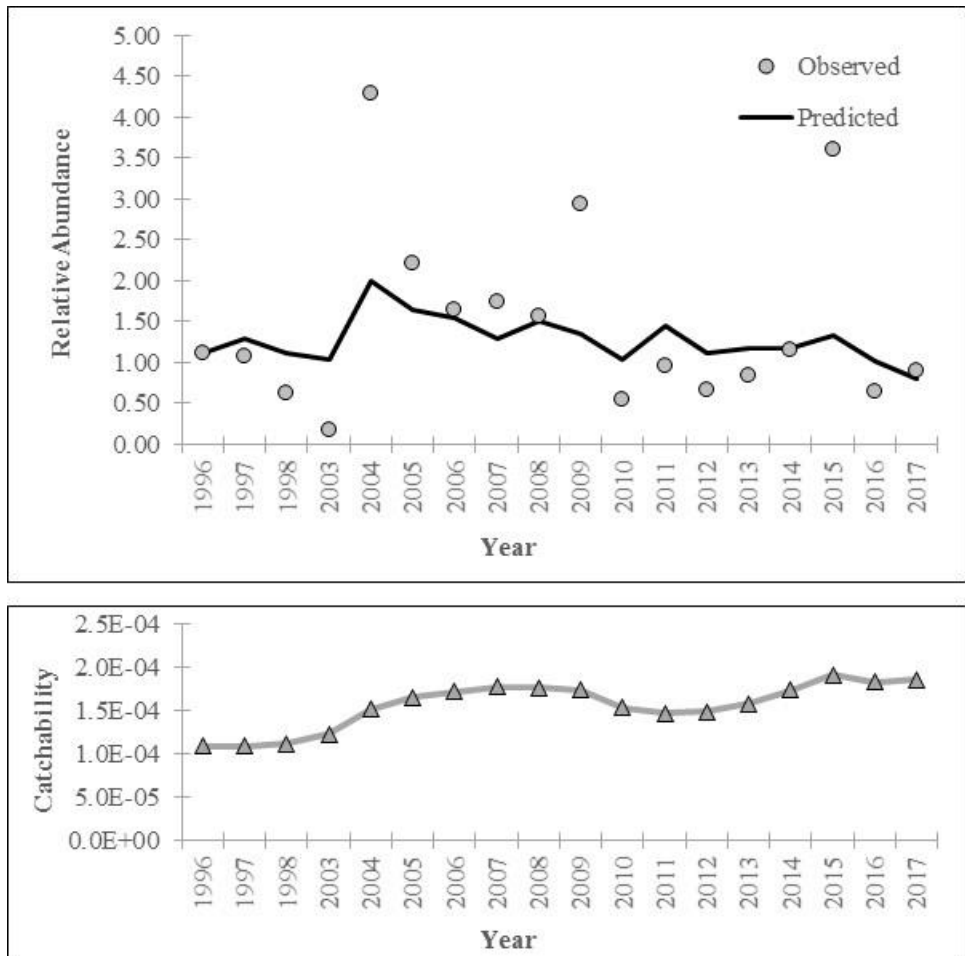 5.00
4.50
4.00
3.50
3.00
2.50
2.00
1.50
1.00
0.50
0.00
Relative Abundance
Observed
Predicted
1996 1997 1998 2003 2004 2005 2006 2007 2008 2009 2010 2011 2012 2013 2014 2015 2016 2017
Year
2.5E-04
2.0E-04
1.5E-04
1.0E-04
5.0E-05
0.0E+00
Catchability
1996 1997 1998 2003 2004 2005 2006 2007 2008 2009 2010 2011 2012 2013 2014 2015 2016 2017
Year